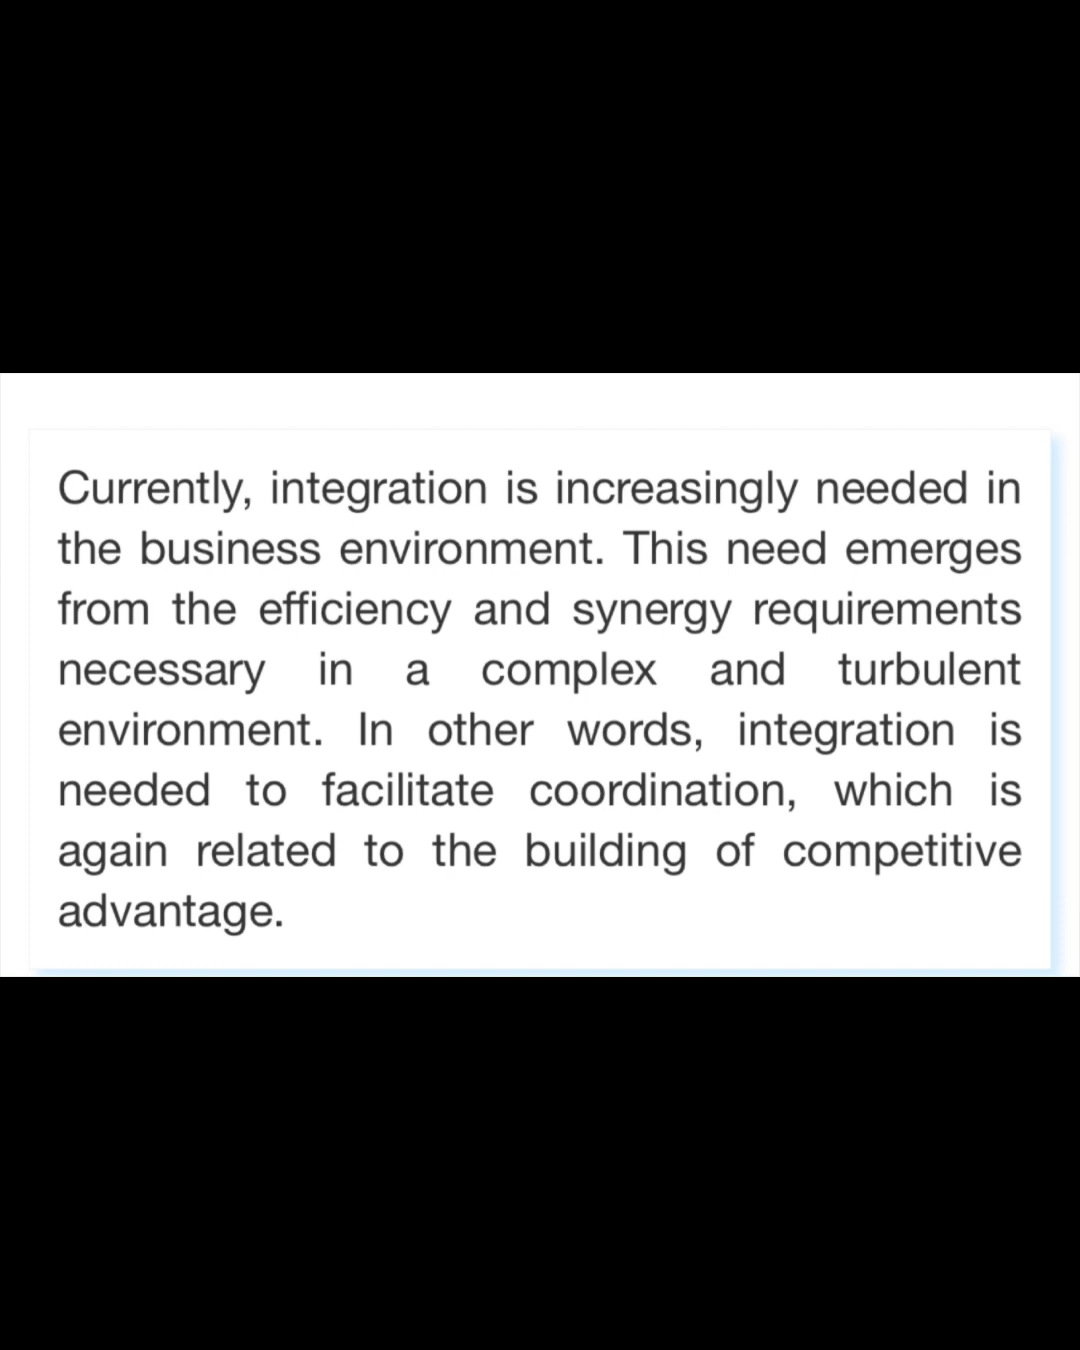 Currently, integration is increasingly needed in
the business environment. This need emerges
from the efficiency and synergy requirements
necessary in a complex and turbulent
environment. In other words, integration is
needed to facilitate coordination, which is
again related to the building of competitive
advantage.